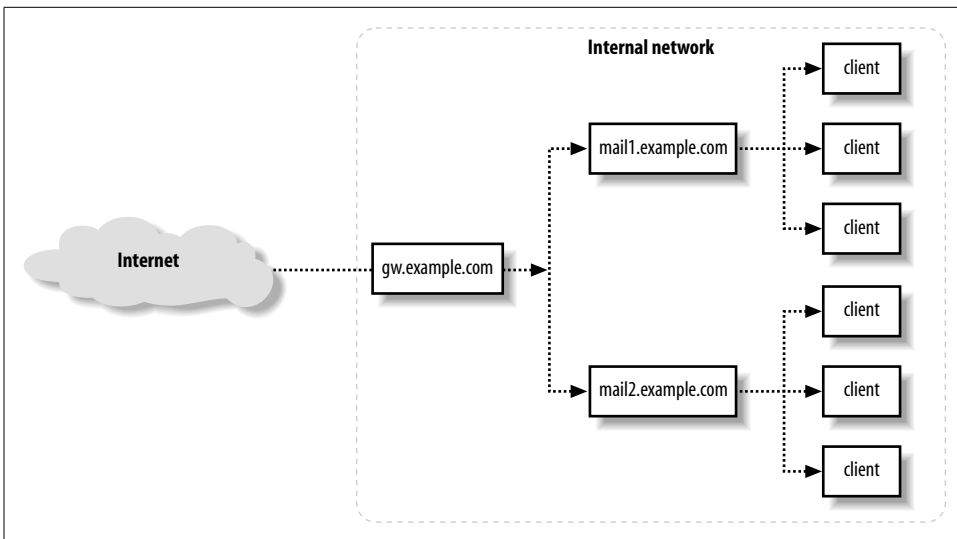 Internal network
client
mail1.example.com
client
client
Internet
gw.example.com
client
mail2.example.com
client
client